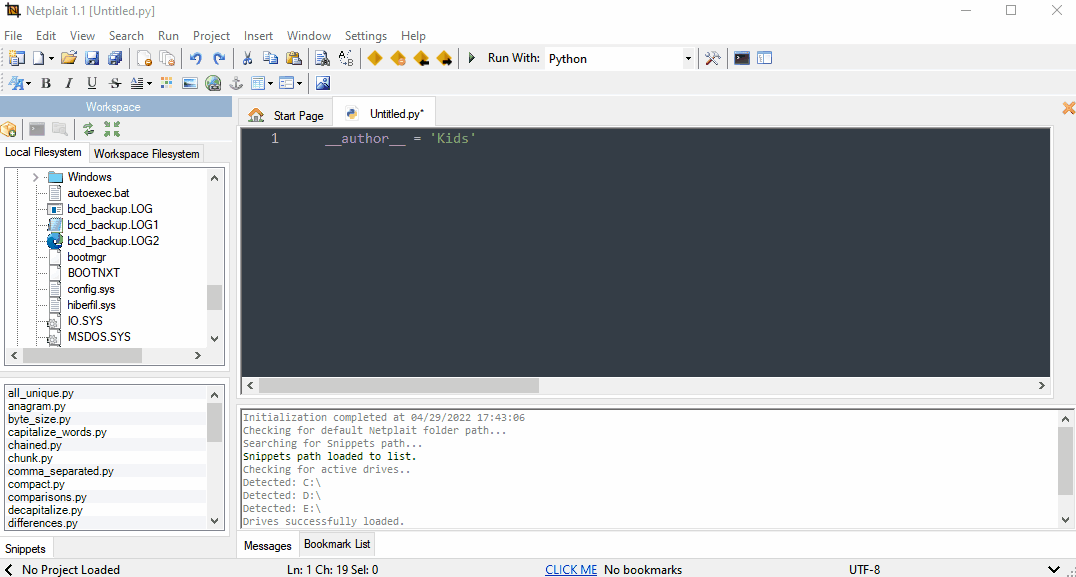 Netplait 1.1 [Untitled.py]
File Edit View Search Run Project Insert Window Settings Help
Run With: Python
B I U S
Workspace
Start Page Untitled.py*
Local Filesystem Workspace Filesystem
1 __author__ = 'Kids'
Windows
autoexec.bat
bcd_backup.LOG
bcd_backup.LOG1
bcd_backup.LOG2
bootmgr
BOOTNXT
config.sys
hiberfil.sys
IO.SYS
MSDOS.SYS
all_unique.py
anagram.py
byte_size.py
capitalize_words.py
chained.py
chunk.py
comma_separated.py
compact.py
comparisons.py
decapitalize.py
differences.py
Snippets
Initialization completed at 04/29/2022 17:43:06
Checking for default Netplait folder path...
Searching for Snippets path...
Snippets path loaded to list.
Checking for active drives..
Detected: C:\
Detected: D:\
Detected: E:\
Drives successfully loaded.
Messages Bookmark List
No Project Loaded Ln: 1 Ch: 19 Sel: 0 CLICK ME No bookmarks UTF-8